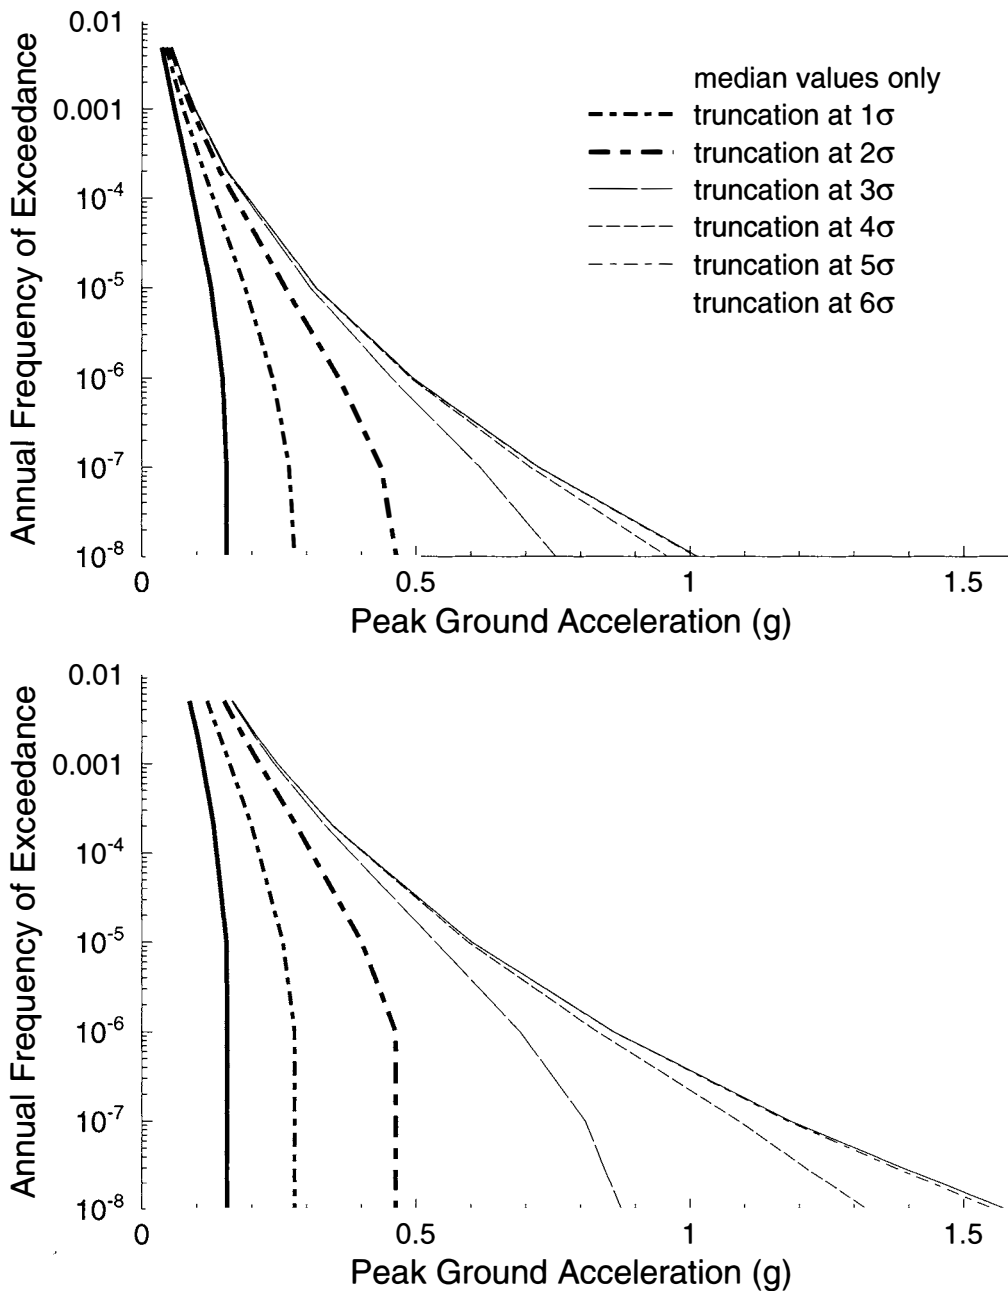 0.01
0.001
10-4
10-5
10-6
10-7
10-8
Annual Frequency of Exceedance
median values only
truncation at 1σ
truncation at 2σ
truncation at 3σ
truncation at 4σ
truncation at 5σ
truncation at 6σ
0 0.5 1 1.5
Peak Ground Acceleration (g)
0.01
0.001
10-4
10-5
10-6
10-7
10-8
Annual Frequency of Exceedance
0 0.5 1 1.5
Peak Ground Acceleration (g)